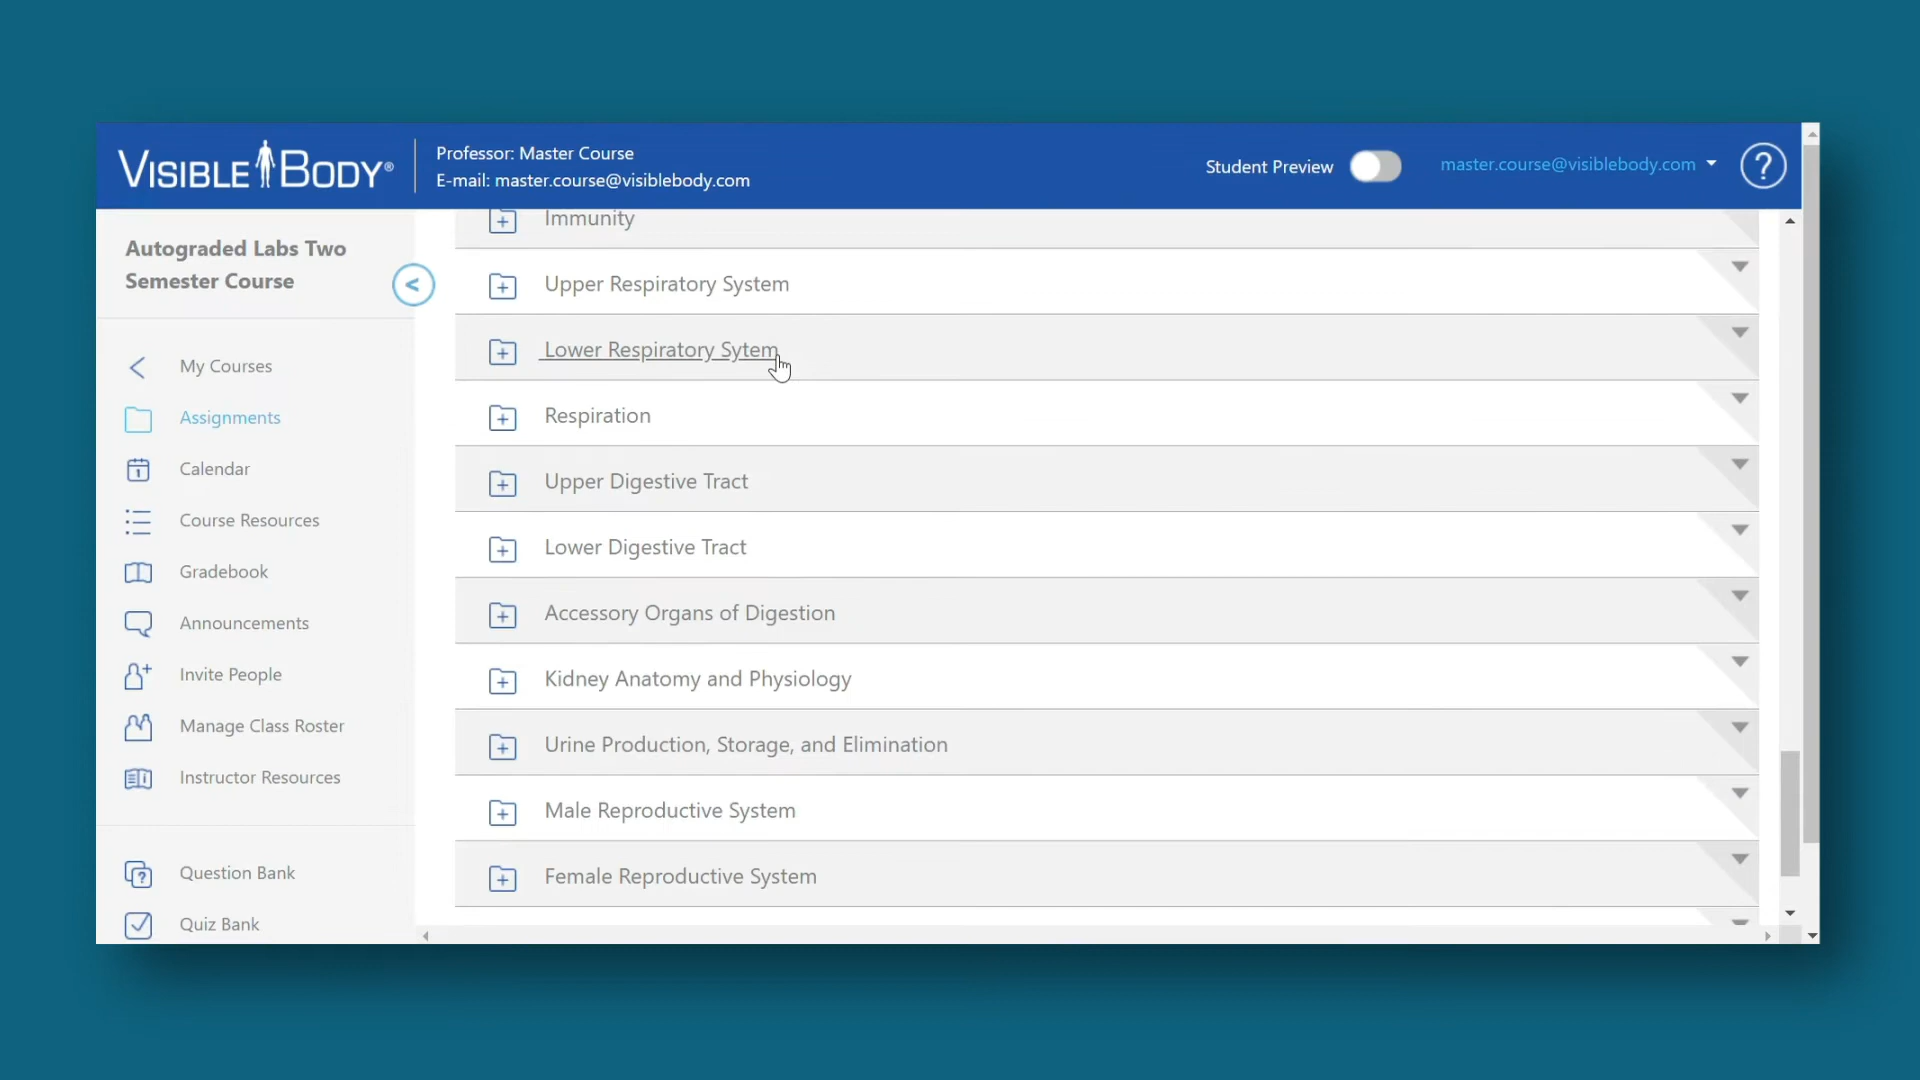 VISIBLE BODY®
Professor: Master Course
E-mail: master.course@visiblebody.com
Student Preview
master.course@visiblebody.com
?
Autograded Labs Two
Semester Course
<
My Courses
Assignments
Calendar
Course Resources
Gradebook
Announcements
Invite People
Manage Class Roster
Instructor Resources
Question Bank
Quiz Bank
Immunity
Upper Respiratory System
Lower Respiratory Sytem
Respiration
Upper Digestive Tract
Lower Digestive Tract
Accessory Organs of Digestion
Kidney Anatomy and Physiology
Urine Production, Storage, and Elimination
Male Reproductive System
Female Reproductive System